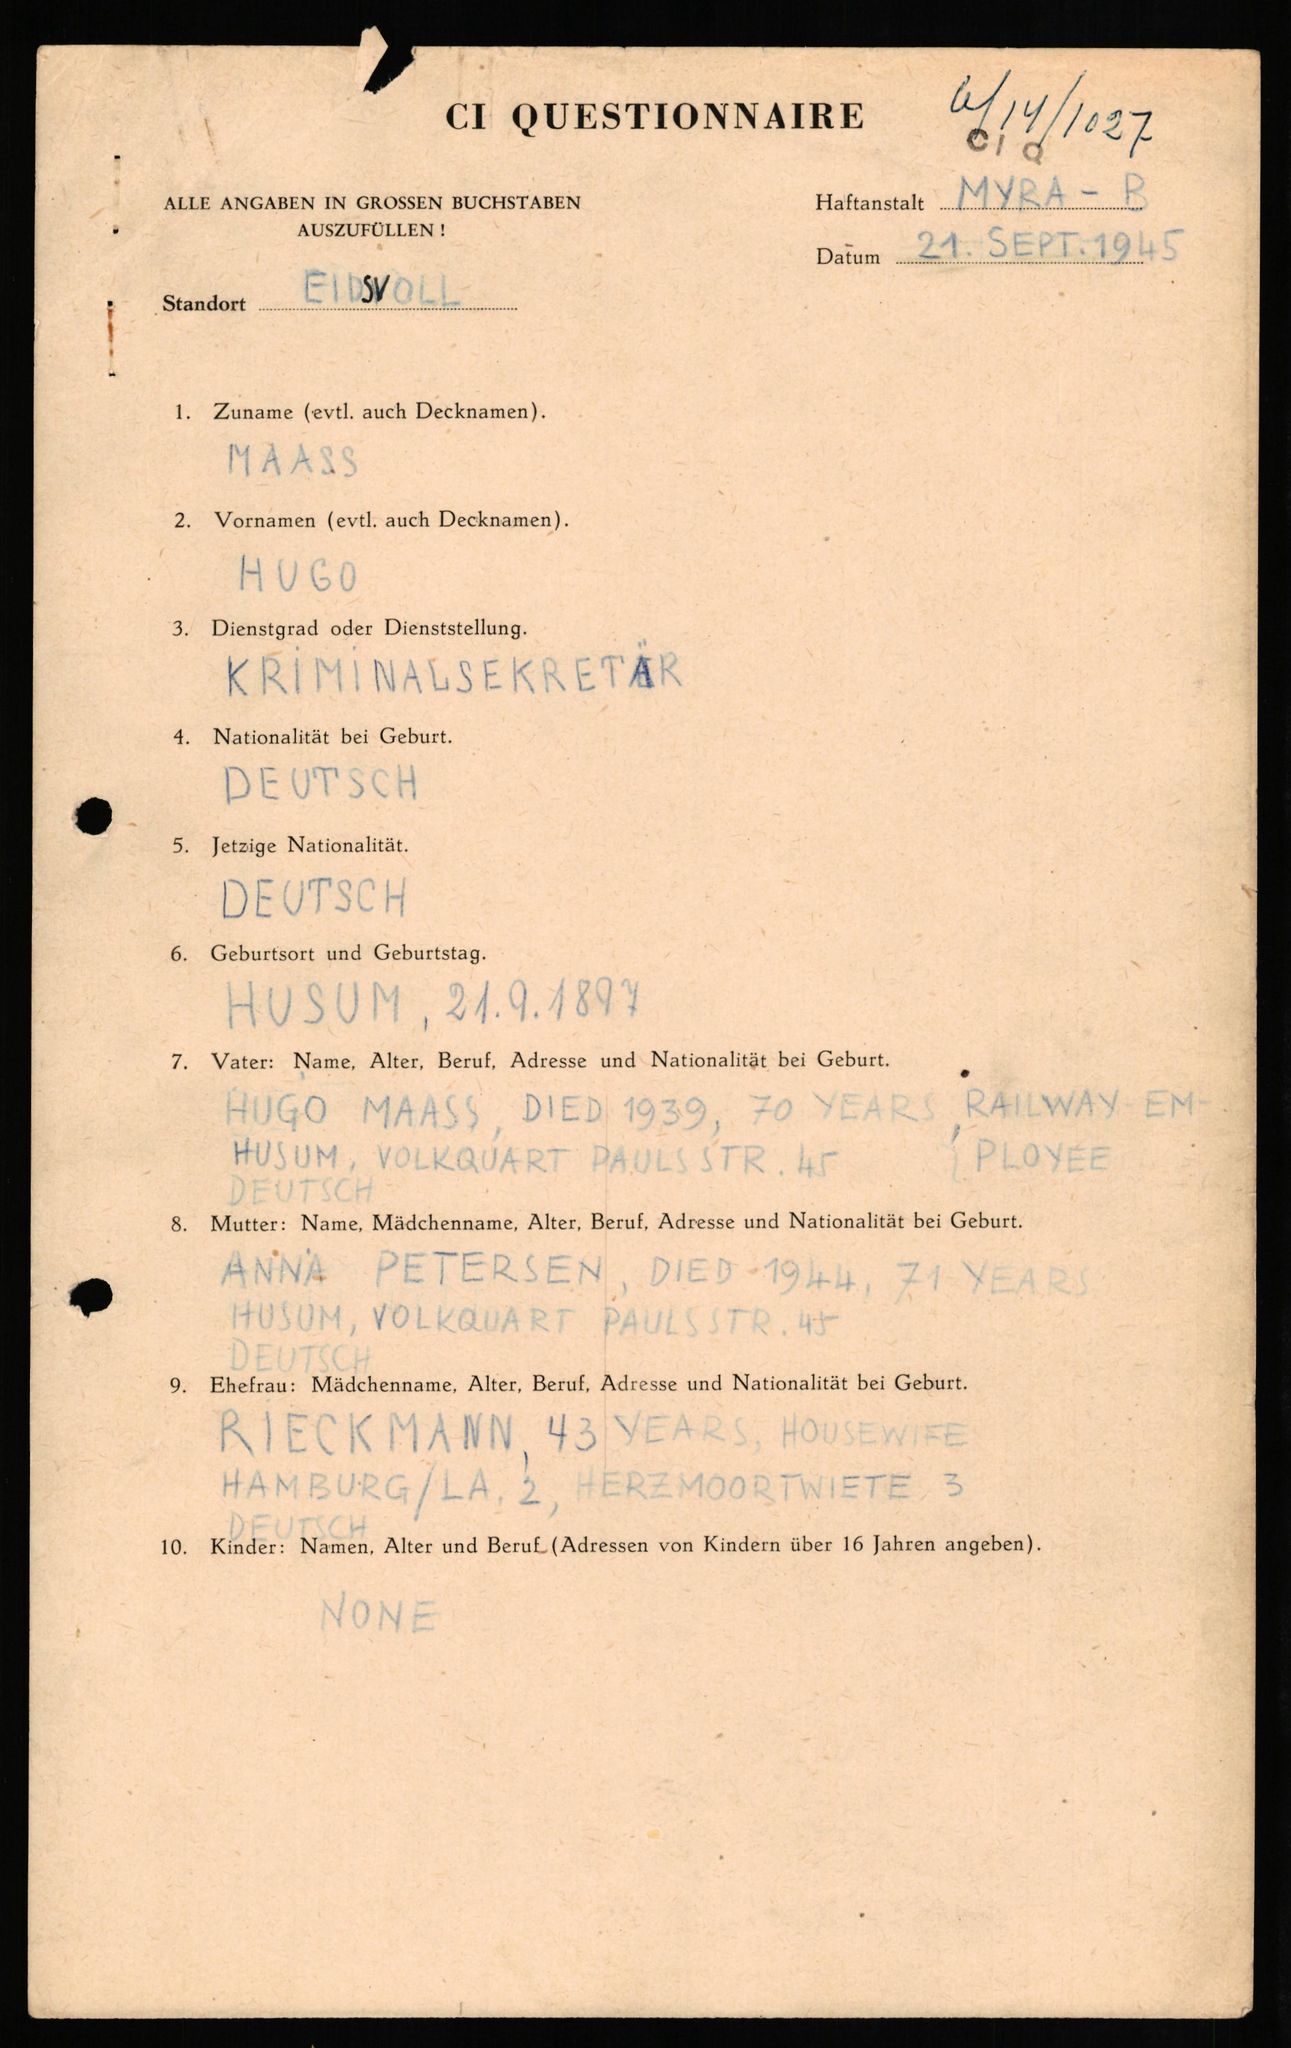 CI QUESTIONNAIRE
/14/1027
CIQ
ALLE ANGABEN IN GROSSEN BUCHSTABEN
AUSZUFÜLLEN!
Haftanstalt MYRA - B
Datum 21. SEPT. 1945
Standort EIDSVOLL
1. Zuname (evtl. auch Decknamen).
MAASS
2. Vornamen (evtl. auch Decknamen).
HUGO
3. Dienstgrad oder Dienststellung.
KRIMINALSEKRETÄR
4. Nationalität bei Geburt.
DEUTSCH
5. Jetzige Nationalität.
DEUTSCH
6. Geburtsort und Geburtstag.
HUSUM, 21.9.1897
7. Vater: Name, Alter, Beruf, Adresse und Nationalität bei Geburt.
HUGO MAASS, DIED 1939, 70 YEARS, RAILWAY EM-
HUSUM, VOLKQUART PAULSSTR. 45 PLOYEE
DEUTSCH
8. Mutter: Name, Mädchenname, Alter, Beruf, Adresse und Nationalität bei Geburt.
ANNA PETERSEN, DIED 1944, 71 YEARS
HUSUM, VOLKQUART PAULSSTR. 45
DEUTSCH
9. Ehefrau: Mädchenname, Alter, Beruf, Adresse und Nationalität bei Geburt.
RIECKMANN, 43 YEARS, HOUSEWIFE
HAMBURG/LA. 2, HERZMOORTWIETE 3
DEUTSCH
10. Kinder: Namen, Alter und Beruf (Adressen von Kindern über 16 Jahren angeben).
NONE